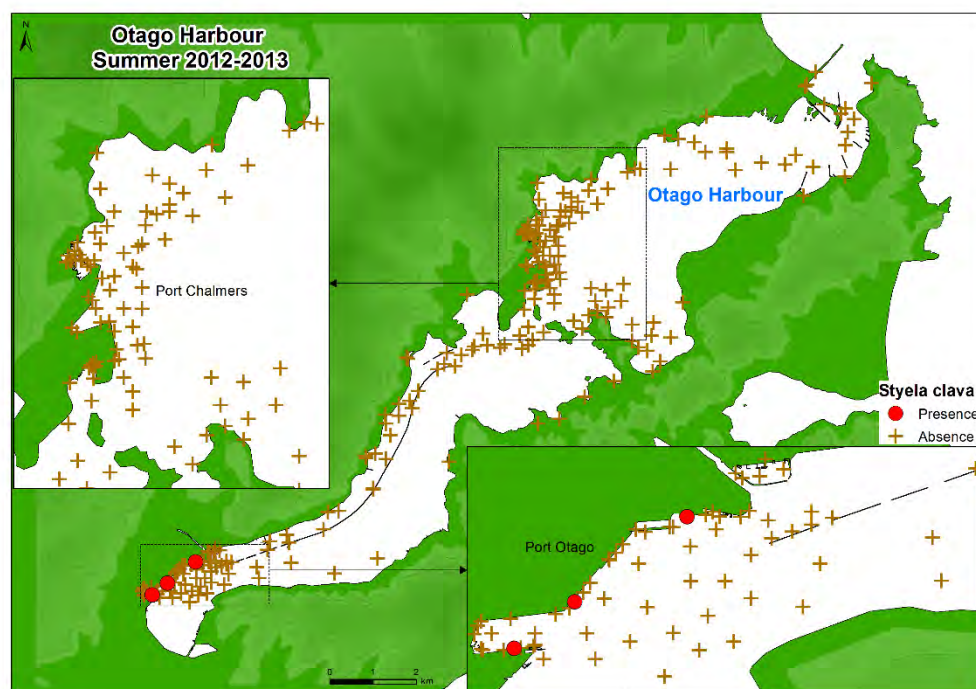 N
Otago Harbour
Summer 2012-2013
Otago Harbour
Port Chalmers
Styela clava
Presence
Absence
Port Otago
0 1 2
km